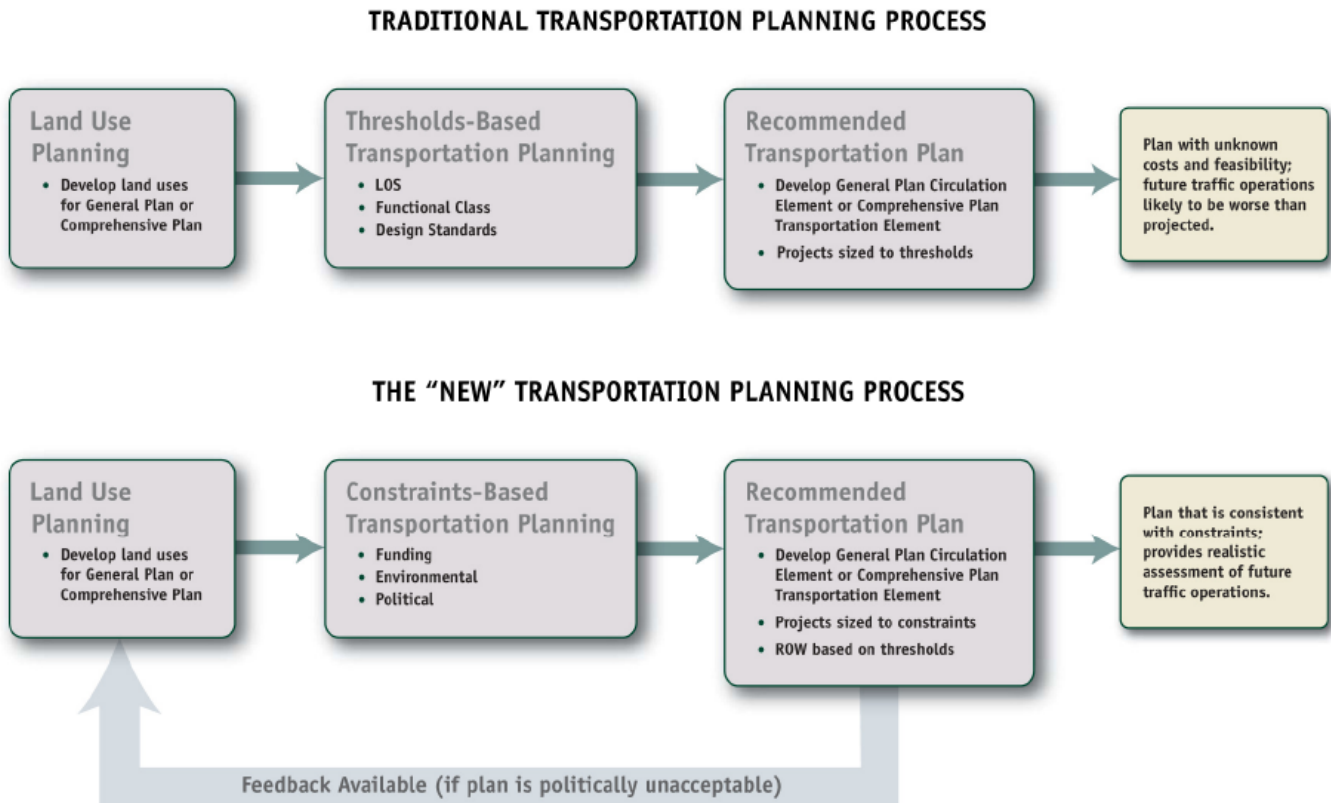 TRADITIONAL TRANSPORTATION PLANNING PROCESS
Land Use
Planning
• Develop land uses
for General Plan or
Comprehensive Plan
Thresholds-Based
Transportation Planning
• LOS
• Functional Class
• Design Standards
Recommended
Transportation Plan
• Develop General Plan Circulation
Element or Comprehensive Plan
Transportation Element
• Projects sized to thresholds
Plan with unknown
costs and feasibility;
future traffic operations
likely to be worse than
projected.
THE “NEW” TRANSPORTATION PLANNING PROCESS
Land Use
Planning
• Develop land uses
for General Plan or
Comprehensive Plan
Constraints-Based
Transportation Planning
• Funding
• Environmental
• Political
Recommended
Transportation Plan
• Develop General Plan Circulation
Element or Comprehensive Plan
Transportation Element
• Projects sized to constraints
• ROW based on thresholds
Plan that is consistent
with constraints;
provides realistic
assessment of future
traffic operations.
Feedback Available (if plan is politically unacceptable)